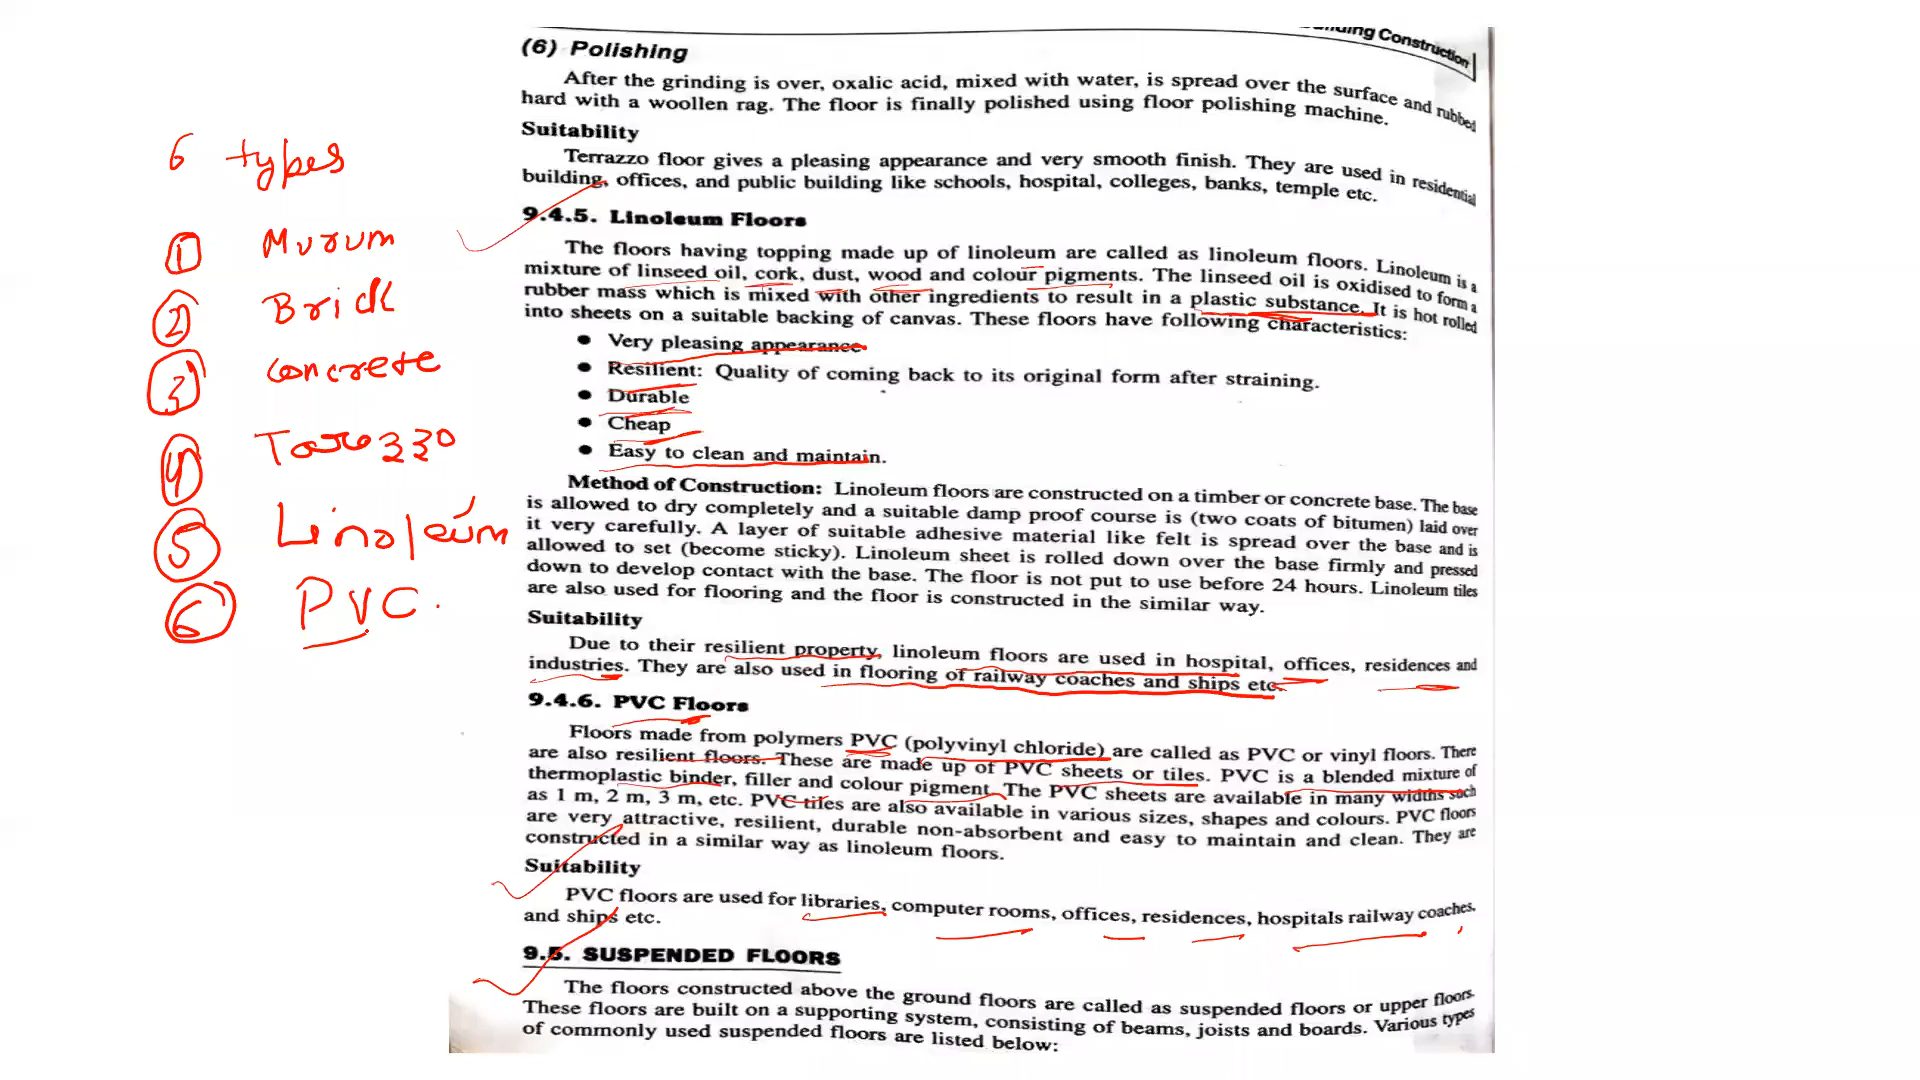 6 types
1 Murum
2 Brick
3 Concrete
4
5 Linoleum
6 PVC.
Building Construction
(6) Polishing
After the grinding is over, oxalic acid, mixed with water, is spread over the surface and rubbed
hard with a woollen rag. The floor is finally polished using floor polishing machine.
Suitability
Terrazzo floor gives a pleasing appearance and very smooth finish. They are used in residential
building, offices, and public building like schools, hospital, colleges, banks, temple etc.
9.4.5. Linoleum Floors
The floors having topping made up of linoleum are called as linoleum floors. Linoleum is a
mixture of linseed oil, cork, dust, wood and colour pigments. The linseed oil is oxidised to form a
rubber mass which is mixed with other ingredients to result in a plastic substance. It is hot rolled
into sheets on a suitable backing of canvas. These floors have following characteristics:
● Very pleasing appearance
● Resilient: Quality of coming back to its original form after straining.
● Durable
● Cheap
● Easy to clean and maintain.
Method of Construction: Linoleum floors are constructed on a timber or concrete base. The base
is allowed to dry completely and a suitable damp proof course is (two coats of bitumen) laid over
it very carefully. A layer of suitable adhesive material like felt is spread over the base and is
allowed to set (become sticky). Linoleum sheet is rolled down over the base firmly and pressed
down to develop contact with the base. The floor is not put to use before 24 hours. Linoleum tiles
are also used for flooring and the floor is constructed in the similar way.
Suitability
Due to their resilient property, linoleum floors are used in hospital, offices, residences and
industries. They are also used in flooring of railway coaches and ships etc.
9.4.6. PVC Floors
Floors made from polymers PVC (polyvinyl chloride) are called as PVC or vinyl floors. There
are also resilient floors. These are made up of PVC sheets or tiles. PVC is a blended mixture of
thermoplastic binder, filler and colour pigment. The PVC sheets are available in many widths such
as 1 m, 2 m, 3 m, etc. PVC tiles are also available in various sizes, shapes and colours. PVC floors
are very attractive, resilient, durable non-absorbent and easy to maintain and clean. They are
constructed in a similar way as linoleum floors.
Suitability
PVC floors are used for libraries, computer rooms, offices, residences, hospitals railway coaches.
and ships etc.
9.5. SUSPENDED FLOORS
The floors constructed above the ground floors are called as suspended floors or upper floors.
These floors are built on a supporting system, consisting of beams, joists and boards. Various types
of commonly used suspended floors are listed below: